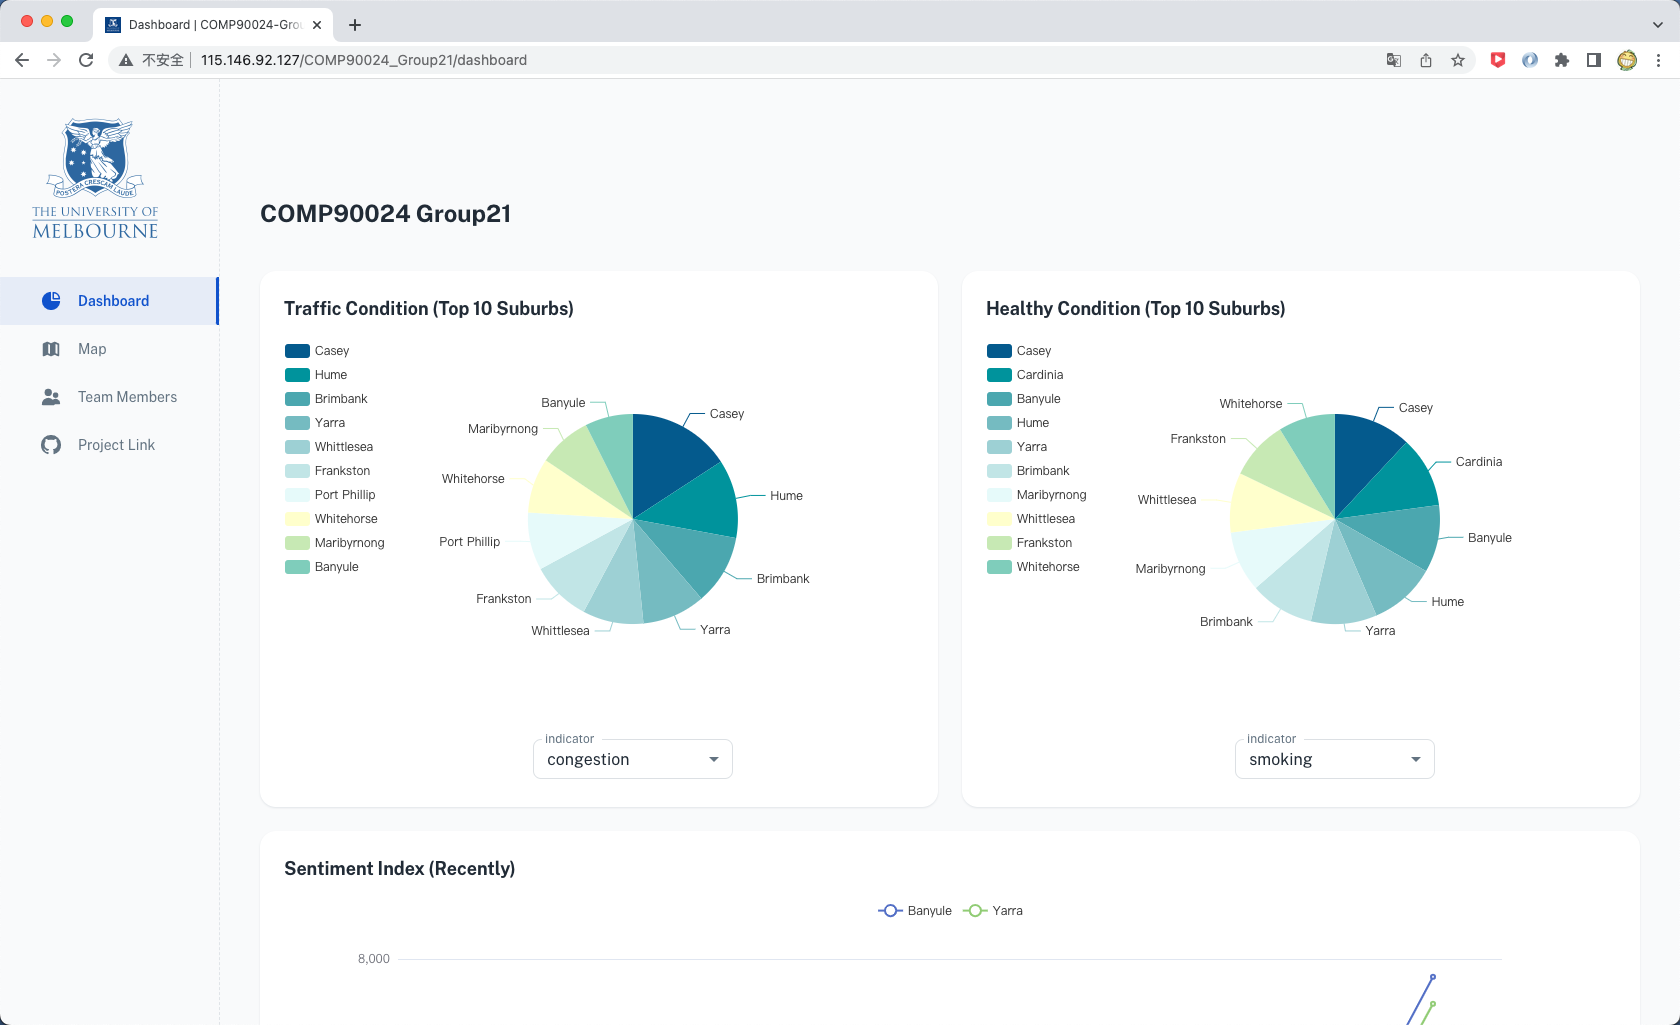 Dashboard | COMP90024-Grou
不安全
115.146.92.127/COMP90024_Group21/dashboard
POSTERA CRESCAM LAUDE
THE UNIVERSITY OF
MELBOURNE
Dashboard
Map
Team Members
Project Link
COMP90024 Group21
Traffic Condition (Top 10 Suburbs)
Casey
Hume
Brimbank
Yarra
Whittlesea
Frankston
Port Phillip
Whitehorse
Maribyrnong
Banyule
Banyule
Casey
Maribyrnong
Whitehorse
Hume
Port Phillip
Brimbank
Frankston
Whittlesea
Yarra
indicator
congestion
Healthy Condition (Top 10 Suburbs)
Casey
Cardinia
Banyule
Hume
Yarra
Brimbank
Maribyrnong
Whittlesea
Frankston
Whitehorse
Whitehorse
Casey
Frankston
Cardinia
Whittlesea
Banyule
Maribyrnong
Hume
Brimbank
Yarra
indicator
smoking
Sentiment Index (Recently)
Banyule
Yarra
8,000